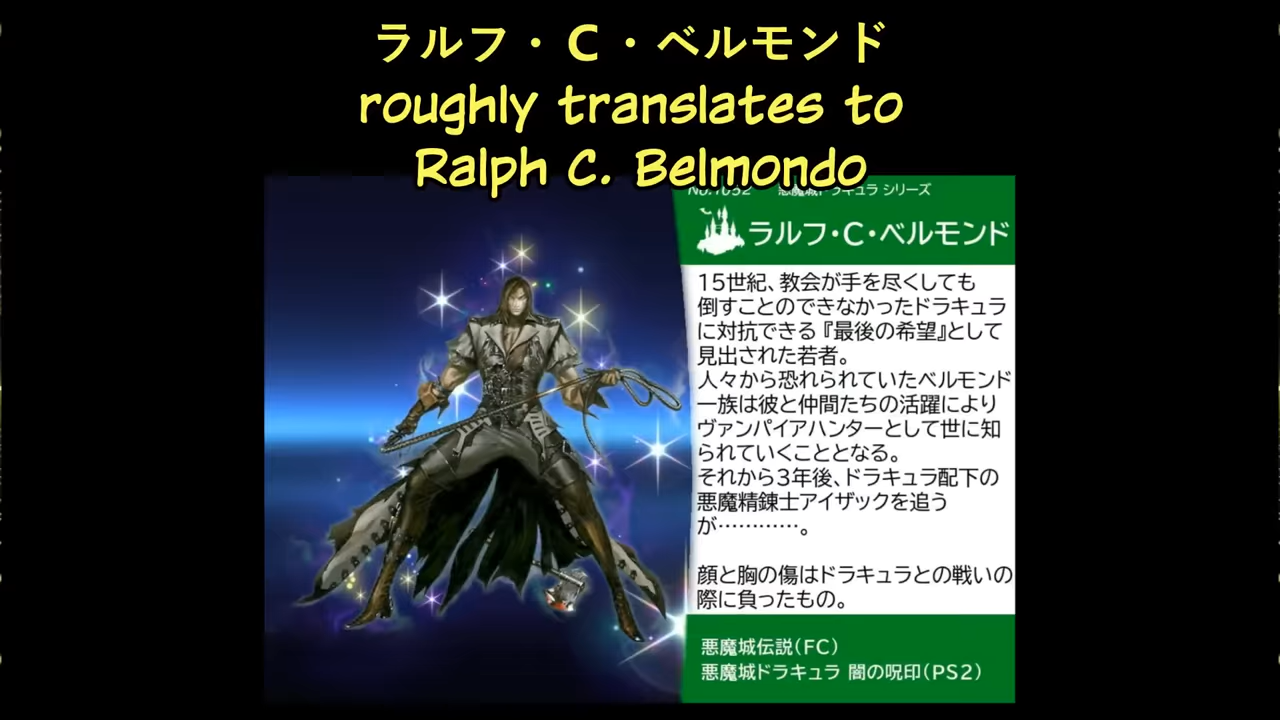 ラルフ・C・ベルモンド
roughly translates to
Ralph C. Belmondo
No.1052 悪魔城ドラキュラ シリーズ
ラルフ・C・ベルモンド
15世紀、教会が手を尽くしても
倒すことのできなかったドラキュラ
に対抗できる『最後の希望』として
見出された若者。
人々から恐れられていたベルモンド
一族は彼と仲間たちの活躍により
ヴァンパイアハンターとして世に知
られていくこととなる。
それから3年後、ドラキュラ配下の
悪魔精錬士アイザックを追う
が…………。
顔と胸の傷はドラキュラとの戦いの
際に負ったもの。
悪魔城伝説(FC)
悪魔城ドラキュラ 闇の呪印(PS2)